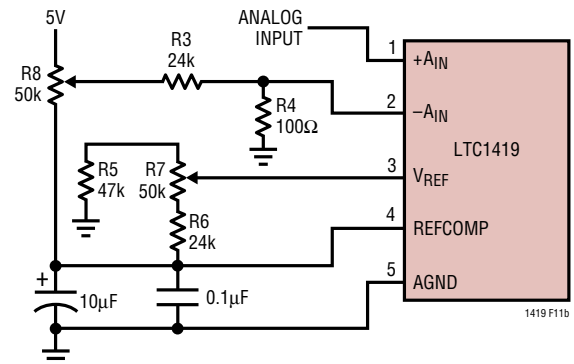 5V
ANALOG
INPUT
R8
50k
R3
24k
R4
100Ω
R5
47k
R7
50k
R6
24k
+
10µF
0.1µF
1
+AIN
2
–AIN
LTC1419
3
VREF
4
REFCOMP
5
AGND
1419 F11b